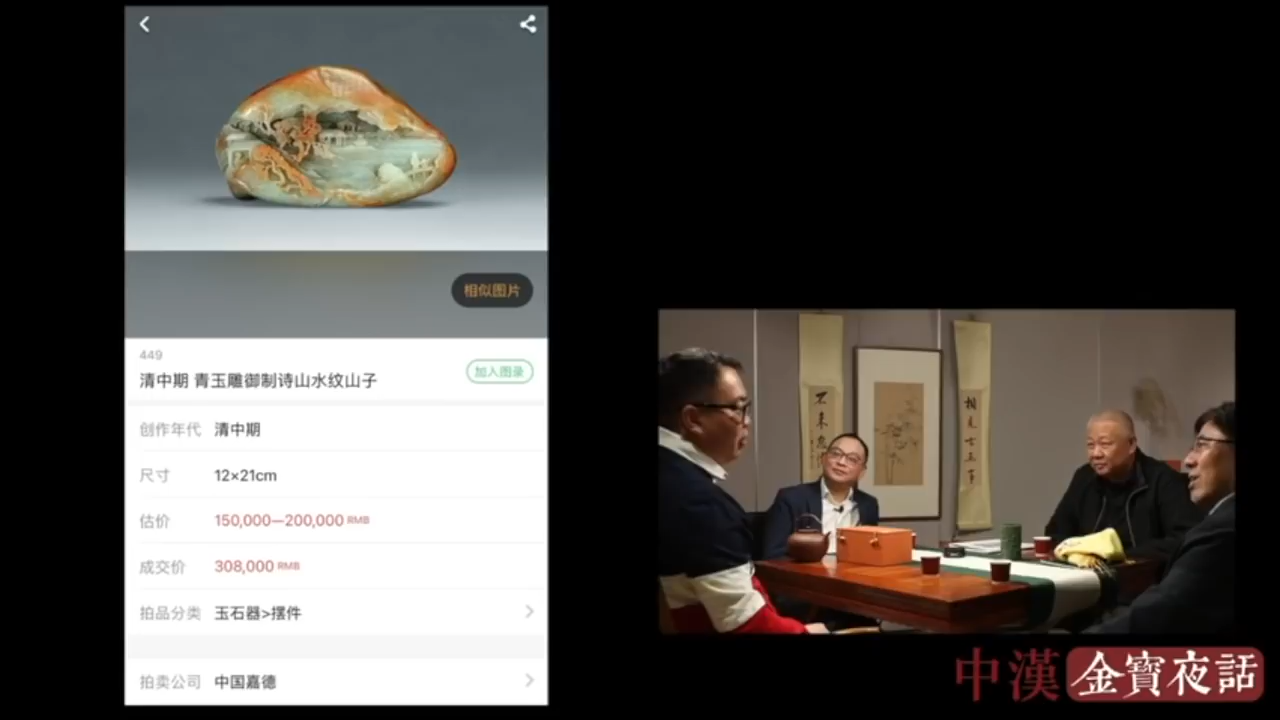 相似图片
449
清中期 青玉雕御制诗山水纹山子
加入图录
创作年代 清中期
尺寸 12×21cm
估价 150,000—200,000 RMB
成交价 308,000 RMB
拍品分类 玉石器>摆件
拍卖公司 中国嘉德
中漢 金寶夜話